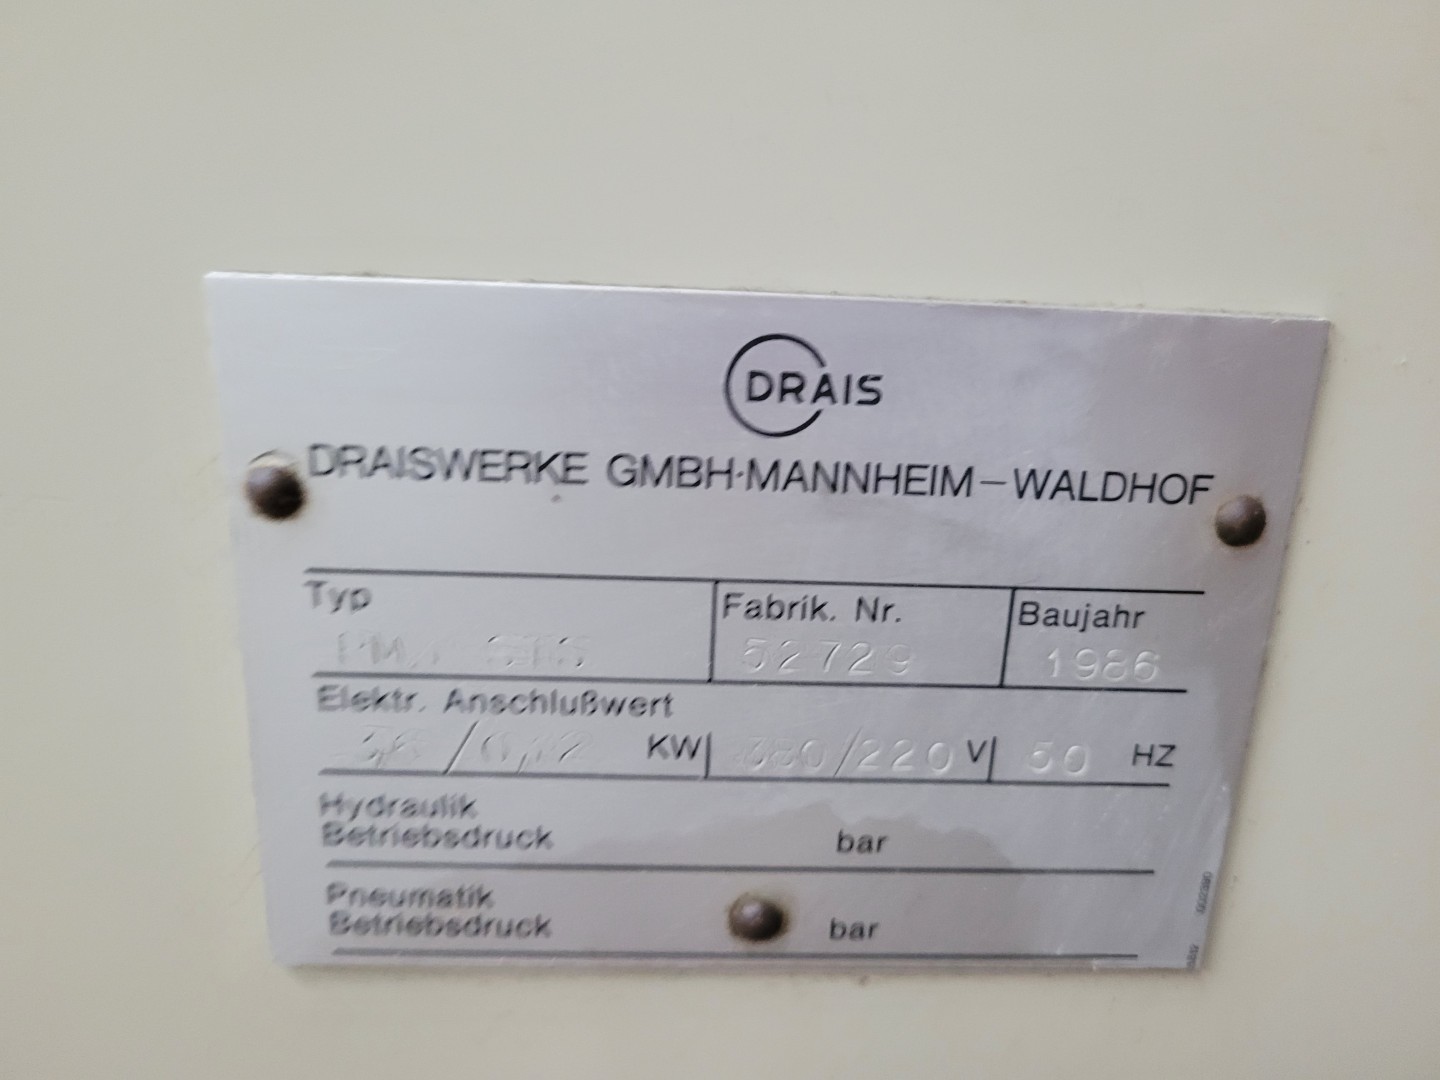 DRAIS
DRAISWERKE GMBH·MANNHEIM–WALDHOF
Typ Fabrik. Nr. Baujahr
52729 1986
Elektr. Anschlußwert
KW 380/220 V 50 HZ
Hydraulik
Betriebsdruck bar
Pneumatik
Betriebsdruck bar